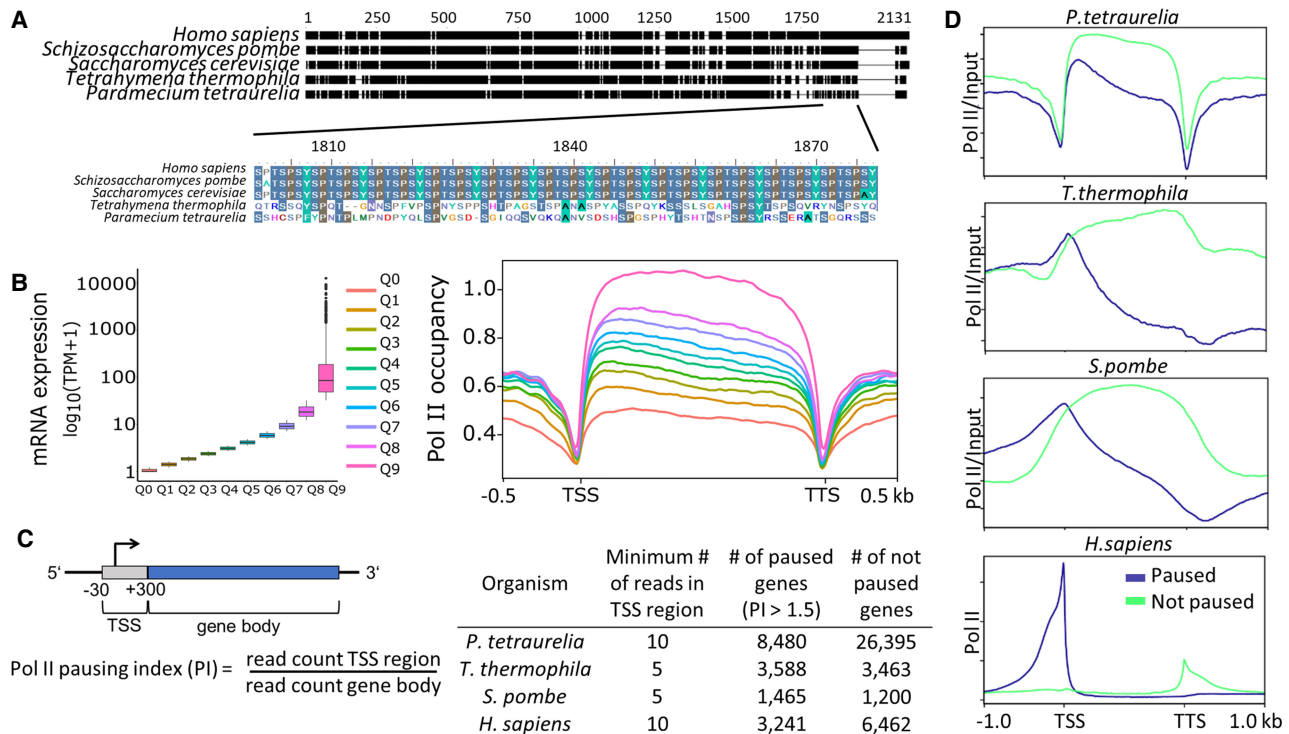 A
1 250 500 750 1000 1250 1500 1750 2131
Homo sapiens
Schizosaccharomyces pombe
Saccharomyces cerevisiae
Tetrahymena thermophila
Paramecium tetraurelia
1810 1840 1870
Homo sapiens
Schizosaccharomyces pombe
Saccharomyces cerevisiae
Tetrahymena thermophila
Paramecium tetraurelia
B
mRNA expression
log10(TPM+1)
10000
1000
100
10
1
Q0 Q1 Q2 Q3 Q4 Q5 Q6 Q7 Q8 Q9
Q0
Q1
Q2
Q3
Q4
Q5
Q6
Q7
Q8
Q9
Pol II occupancy
1.0
0.8
0.6
0.4
-0.5 TSS TTS 0.5 kb
C
5‘ 3‘
-30 +300
TSS gene body
Pol II pausing index (PI) = read count TSS region
read count gene body
Organism Minimum # of reads in TSS region # of paused genes (PI > 1.5) # of not paused genes
P. tetraurelia 10 8,480 26,395
T. thermophila 5 3,588 3,463
S. pombe 5 1,465 1,200
H. sapiens 10 3,241 6,462
D
P.tetraurelia
Pol II/Input
T.thermophila
Pol II/Input
S.pombe
Pol II/Input
H.sapiens
Pol II
Paused
Not paused
-1.0 TSS TTS 1.0 kb